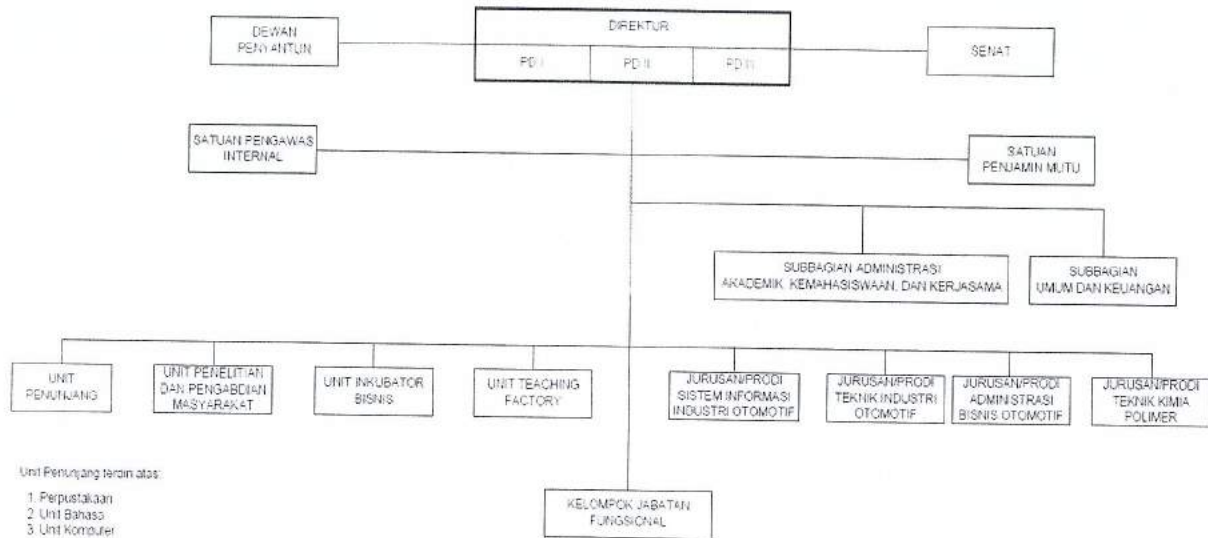 DIREKTUR
DEWAN
PENYANTUN
SENAT
PD I
PD II
PD III
SATUAN PENGAWAS
INTERNAL
SATUAN
PENJAMIN MUTU
SUBBAGIAN ADMINISTRASI
AKADEMIK, KEMAHASISWAAN, DAN KERJASAMA
SUBBAGIAN
UMUM DAN KEUANGAN
UNIT
PENUNJANG
UNIT PENELITIAN
DAN PENGABDIAN
MASYARAKAT
UNIT INKUBATOR
BISNIS
UNIT TEACHING
FACTORY
JURUSAN/PRODI
SISTEM INFORMASI
INDUSTRI OTOMOTIF
JURUSAN/PRODI
TEKNIK INDUSTRI
OTOMOTIF
JURUSAN/PRODI
ADMINISTRASI
BISNIS OTOMOTIF
JURUSAN/PRODI
TEKNIK KIMIA
POLIMER
Unit Penunjang terdiri atas:
1. Perpustakaan
2. Unit Bahasa
3. Unit Komputer
KELOMPOK JABATAN
FUNGSIONAL